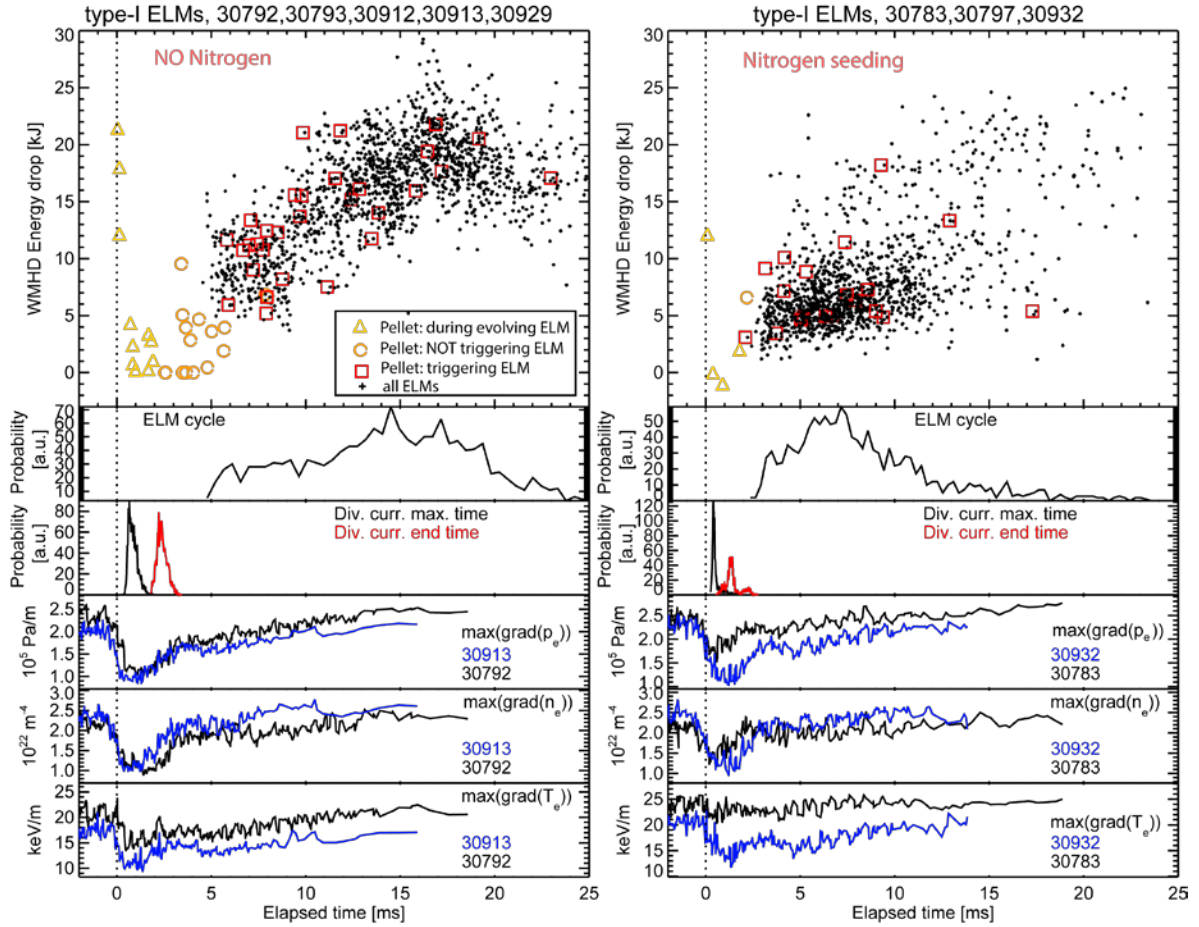 type-I ELMs, 30792,30793,30912,30913,30929
NO Nitrogen
WMHD Energy drop [kJ]
30
25
20
15
10
5
0
Pellet: during evolving ELM
Pellet: NOT triggering ELM
Pellet: triggering ELM
all ELMs
Probability
[a.u.]
70
50
30
10
ELM cycle
Probability
[a.u.]
80
60
40
20
0
Div. curr. max. time
Div. curr. end time
10⁵ Pa/m
2.5
2.0
1.5
1.0
max(grad(pₑ))
30913
30792
10²² m⁻⁴
3.0
2.5
2.0
1.5
1.0
max(grad(nₑ))
30913
30792
keV/m
25
20
15
10
max(grad(Tₑ))
30913
30792
0 5 10 15 20 25
Elapsed time [ms]
type-I ELMs, 30783,30797,30932
Nitrogen seeding
WMHD Energy drop [kJ]
30
25
20
15
10
5
0
Probability
[a.u.]
50
30
10
ELM cycle
Probability
[a.u.]
120
100
80
60
40
20
0
Div. curr. max. time
Div. curr. end time
10⁵ Pa/m
2.5
2.0
1.5
1.0
max(grad(pₑ))
30932
30783
10²² m⁻⁴
3.0
2.5
2.0
1.5
1.0
max(grad(nₑ))
30932
30783
keV/m
25
20
15
10
max(grad(Tₑ))
30932
30783
0 5 10 15 20 25
Elapsed time [ms]